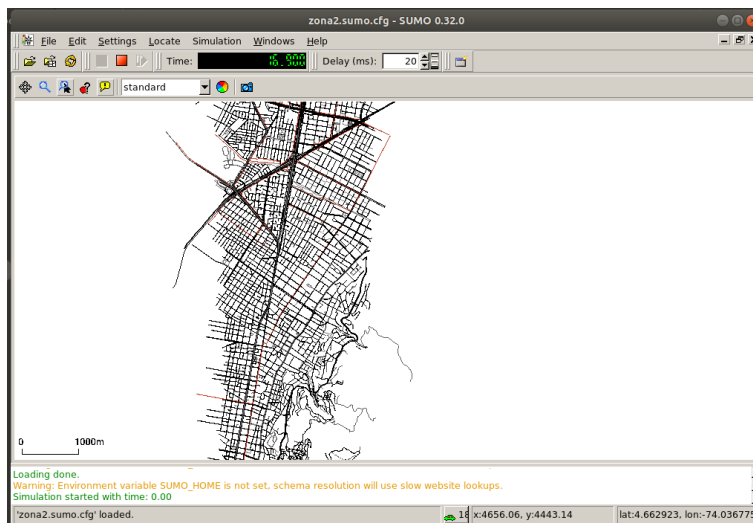 zona2.sumo.cfg - SUMO 0.32.0
File Edit Settings Locate Simulation Windows Help
Time: 16.900 Delay (ms): 20
standard
0 1000m
Loading done.
Warning: Environment variable SUMO_HOME is not set, schema resolution will use slow website lookups.
Simulation started with time: 0.00
'zona2.sumo.cfg' loaded. 18 x:4656.06, y:4443.14 lat:4.662923, lon:-74.036775